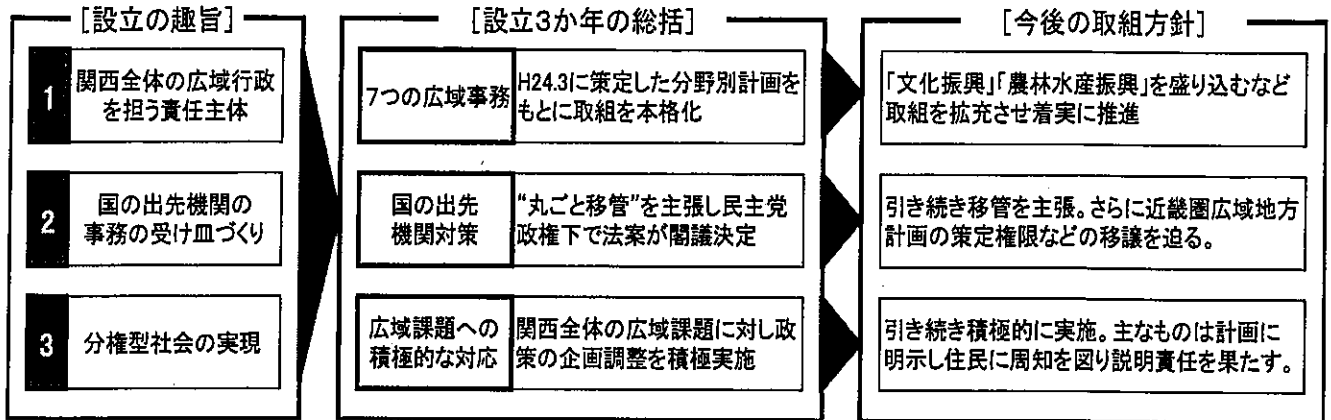 [設立の趣旨]
1
関西全体の広域行政
を担う責任主体
2
国の出先機関の
事務の受け皿づくり
3
分権型社会の実現
[設立3か年の総括]
7つの広域事務
H24.3に策定した分野別計画を
もとに取組を本格化
国の出先
機関対策
“丸ごと移管”を主張し民主党
政権下で法案が閣議決定
広域課題への
積極的な対応
関西全体の広域課題に対し政
策の企画調整を積極実施
[今後の取組方針]
「文化振興」「農林水産振興」を盛り込むなど
取組を拡充させ着実に推進
引き続き移管を主張。さらに近畿圏広域地方
計画の策定権限などの移譲を迫る。
引き続き積極的に実施。主なものは計画に
明示し住民に周知を図り説明責任を果たす。